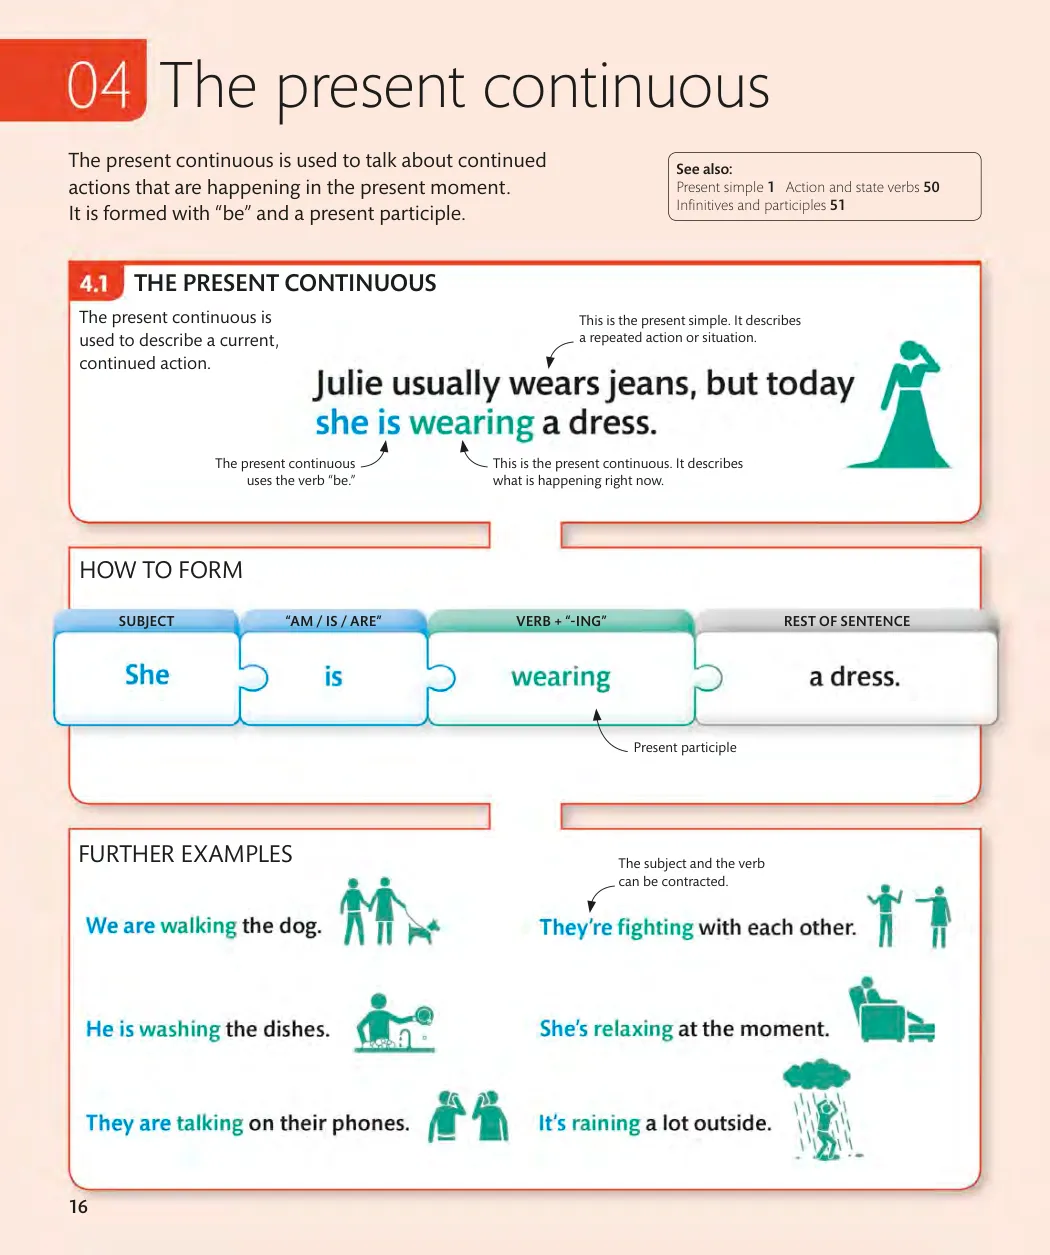 04 The present continuous
The present continuous is used to talk about continued
actions that are happening in the present moment.
It is formed with “be” and a present participle.
See also:
Present simple 1 Action and state verbs 50
Infinitives and participles 51
4.1 THE PRESENT CONTINUOUS
The present continuous is
used to describe a current,
continued action.
This is the present simple. It describes
a repeated action or situation.
Julie usually wears jeans, but today
she is wearing a dress.
The present continuous
uses the verb “be.”
This is the present continuous. It describes
what is happening right now.
HOW TO FORM
SUBJECT “AM / IS / ARE” VERB + “-ING” REST OF SENTENCE
She is wearing a dress.
Present participle
FURTHER EXAMPLES
The subject and the verb
can be contracted.
We are walking the dog.
They’re fighting with each other.
He is washing the dishes.
She’s relaxing at the moment.
They are talking on their phones.
It’s raining a lot outside.
16